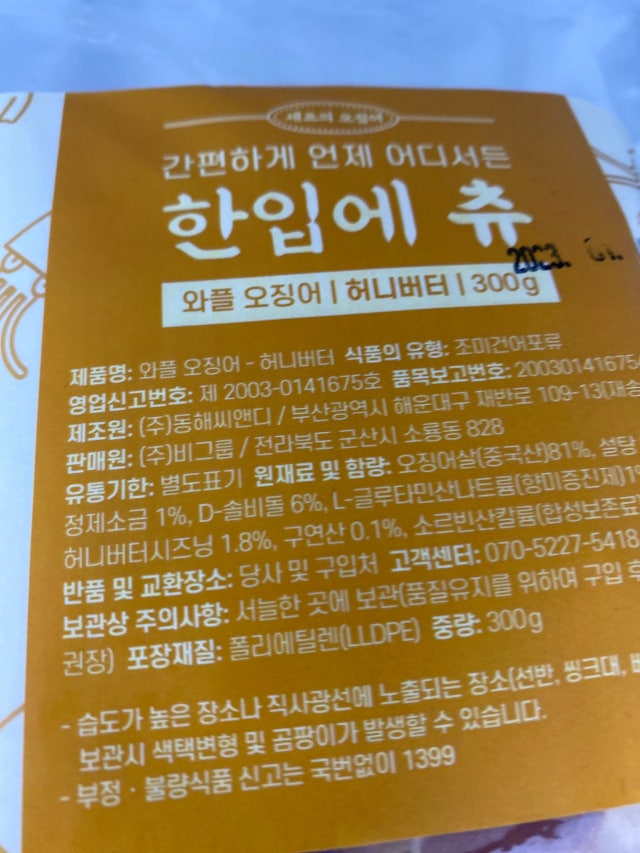 세프의 오징어
간편하게 언제 어디서든
한입에 츄
2023. 01.
와플 오징어 | 허니버터 | 300g
제품명: 와플 오징어 - 허니버터 식품의 유형: 조미건어포류
영업신고번호: 제 2003-0141675호 품목보고번호: 20030141675
제조원: (주)동해씨앤디 / 부산광역시 해운대구 재반로 109-13(재송
판매원: (주)비그룹 / 전라북도 군산시 소룡동 828
유통기한: 별도표기 원재료 및 함량: 오징어살(중국산)81%, 설탕
정제소금 1%, D-솔비톨 6%, L-글루타민산나트륨(향미증진제)1
허니버터시즈닝 1.8%, 구연산 0.1%, 소르빈산칼륨(합성보존료
반품 및 교환장소: 당사 및 구입처 고객센터: 070-5227-5418
보관상 주의사항: 서늘한 곳에 보관(품질유지를 위하여 구입 후
권장) 포장재질: 폴리에틸렌(LLDPE) 중량: 300g
- 습도가 높은 장소나 직사광선에 노출되는 장소(선반, 씽크대,
보관시 색택변형 및 곰팡이가 발생할 수 있습니다.
- 부정 · 불량식품 신고는 국번없이 1399